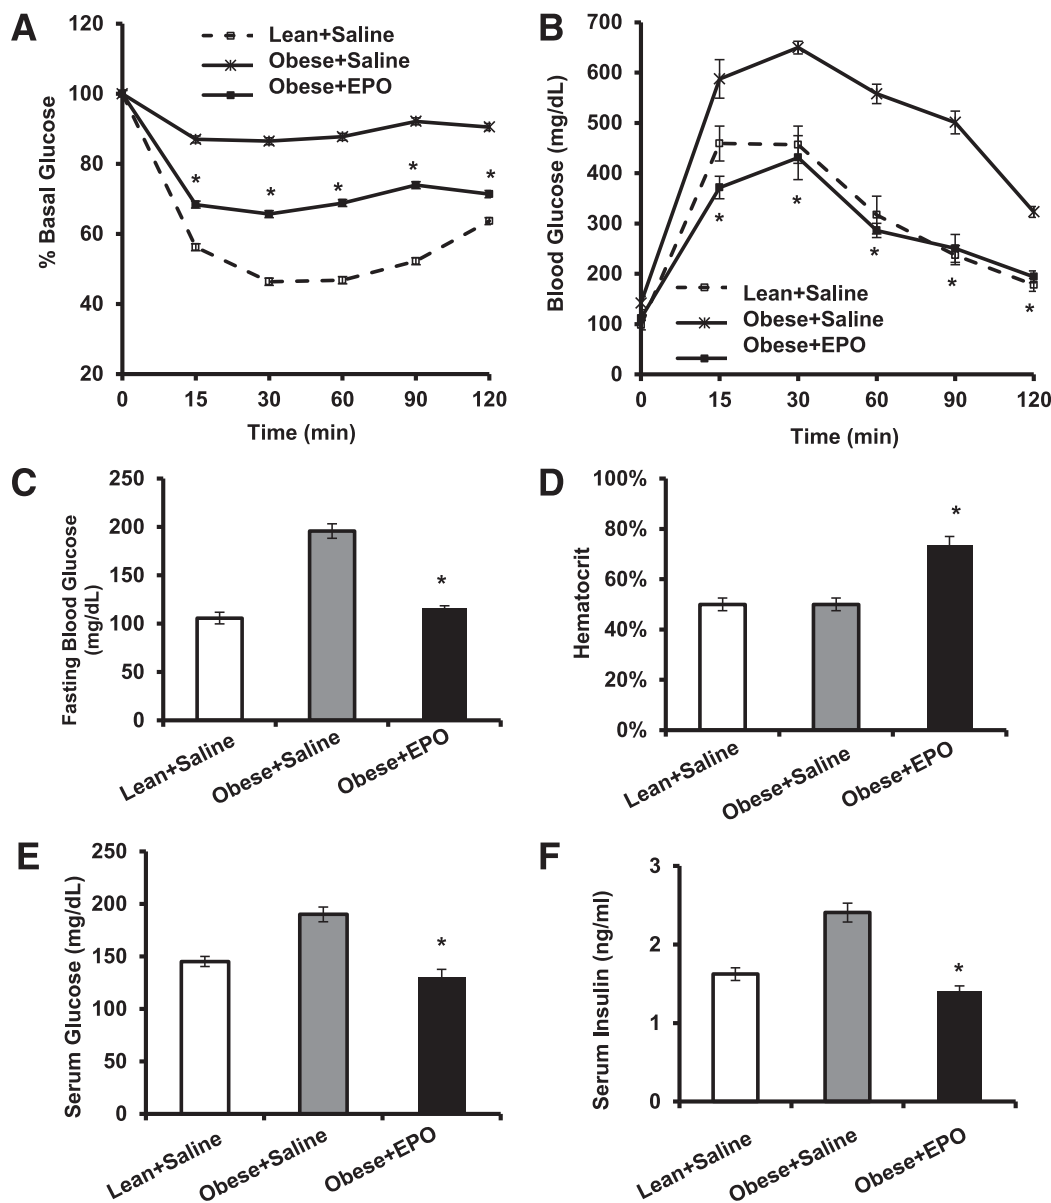 A
120
100
80
60
40
20
% Basal Glucose
Lean+Saline
Obese+Saline
Obese+EPO
* * * * *
0 15 30 60 90 120
Time (min)
B
700
600
500
400
300
200
100
0
Blood Glucose (mg/dL)
Lean+Saline
Obese+Saline
Obese+EPO
* * * * *
0 15 30 60 90 120
Time (min)
C
250
200
150
100
50
0
Fasting Blood Glucose
(mg/dL)
*
Lean+Saline
Obese+Saline
Obese+EPO
D
100%
80%
60%
40%
20%
0%
Hematocrit
*
Lean+Saline
Obese+Saline
Obese+EPO
E
250
200
150
100
50
0
Serum Glucose (mg/dL)
*
Lean+Saline
Obese+Saline
Obese+EPO
F
3
2
1
0
Serum Insulin (ng/ml)
*
Lean+Saline
Obese+Saline
Obese+EPO